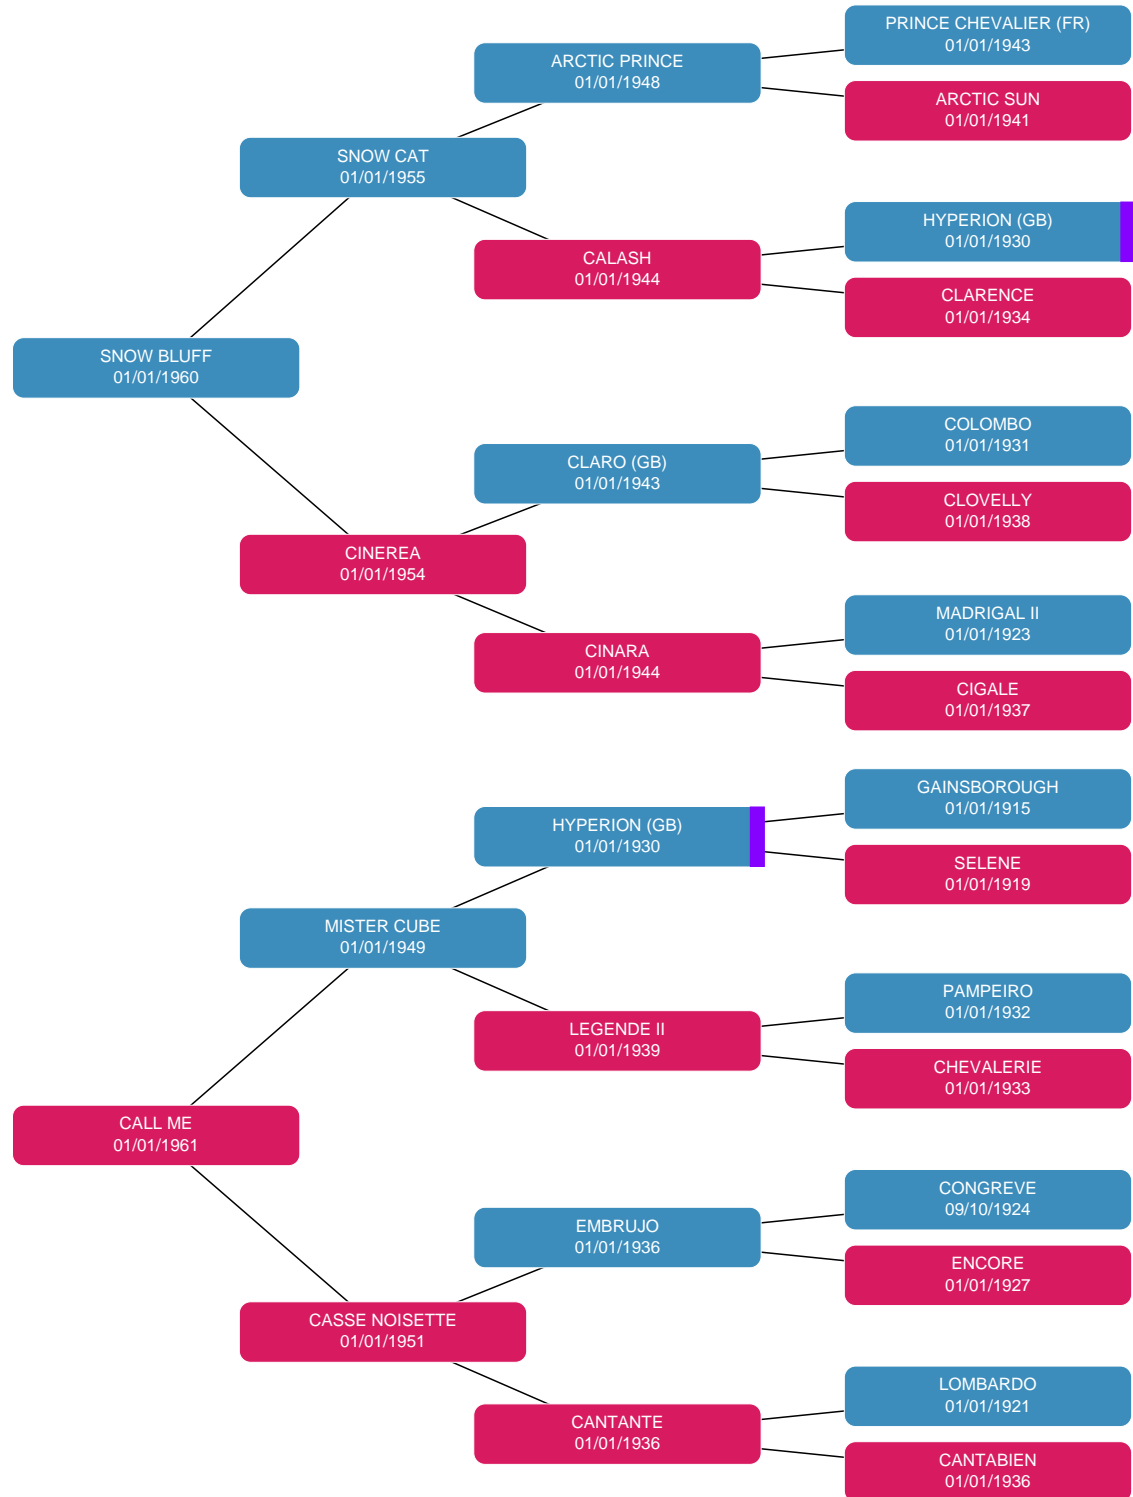 PRINCE CHEVALIER (FR)
01/01/1943
ARCTIC PRINCE
01/01/1948
ARCTIC SUN
01/01/1941
SNOW CAT
01/01/1955
HYPERION (GB)
01/01/1930
CALASH
01/01/1944
CLARENCE
01/01/1934
SNOW BLUFF
01/01/1960
COLOMBO
01/01/1931
CLARO (GB)
01/01/1943
CLOVELLY
01/01/1938
CINEREA
01/01/1954
MADRIGAL II
01/01/1923
CINARA
01/01/1944
CIGALE
01/01/1937
GAINSBOROUGH
01/01/1915
HYPERION (GB)
01/01/1930
SELENE
01/01/1919
MISTER CUBE
01/01/1949
PAMPEIRO
01/01/1932
LEGENDE II
01/01/1939
CHEVALERIE
01/01/1933
CALL ME
01/01/1961
CONGREVE
09/10/1924
EMBRUJO
01/01/1936
ENCORE
01/01/1927
CASSE NOISETTE
01/01/1951
LOMBARDO
01/01/1921
CANTANTE
01/01/1936
CANTABIEN
01/01/1936